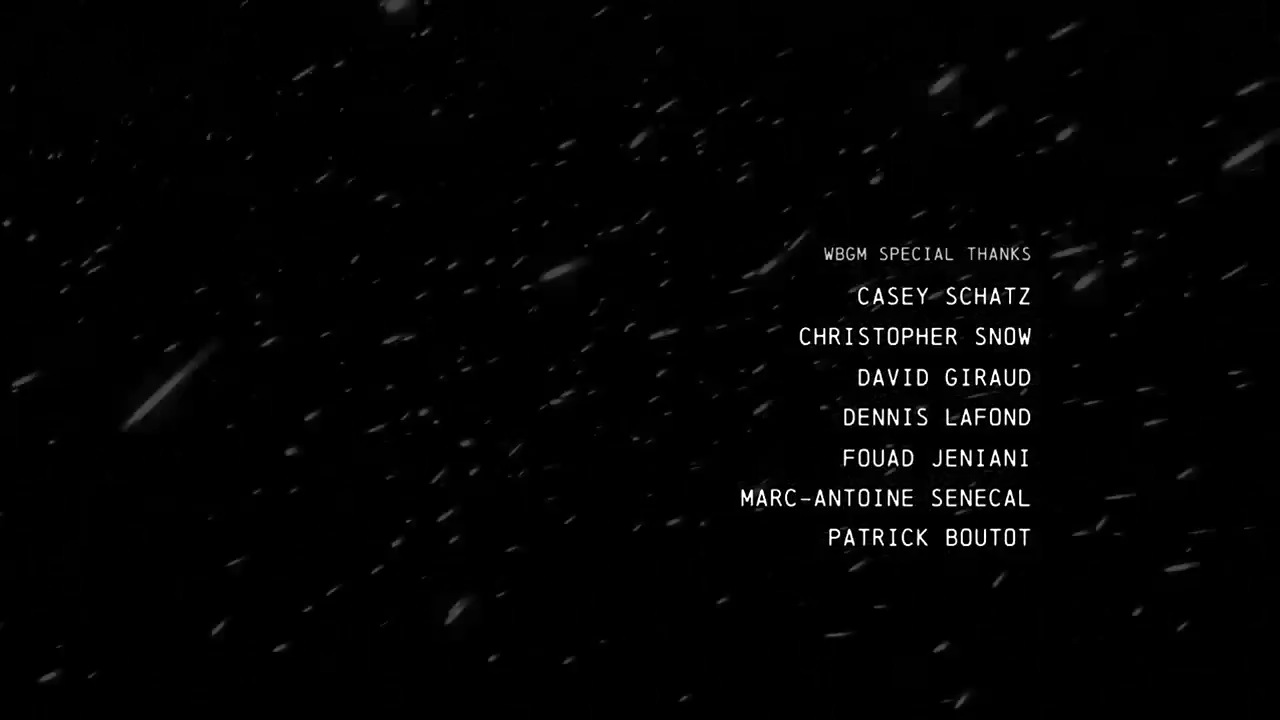 WBGM SPECIAL THANKS
CASEY SCHATZ
CHRISTOPHER SNOW
DAVID GIRAUD
DENNIS LAFOND
FOUAD JENIANI
MARC-ANTOINE SENECAL
PATRICK BOUTOT